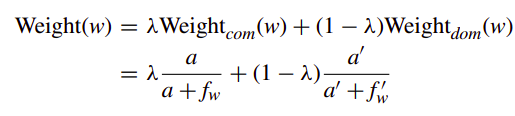 Weight(w) = λWeight_com(w) + (1 − λ)Weight_dom(w)
= λ a/(a + f_w) + (1 − λ) a′/(a′ + f′_w)